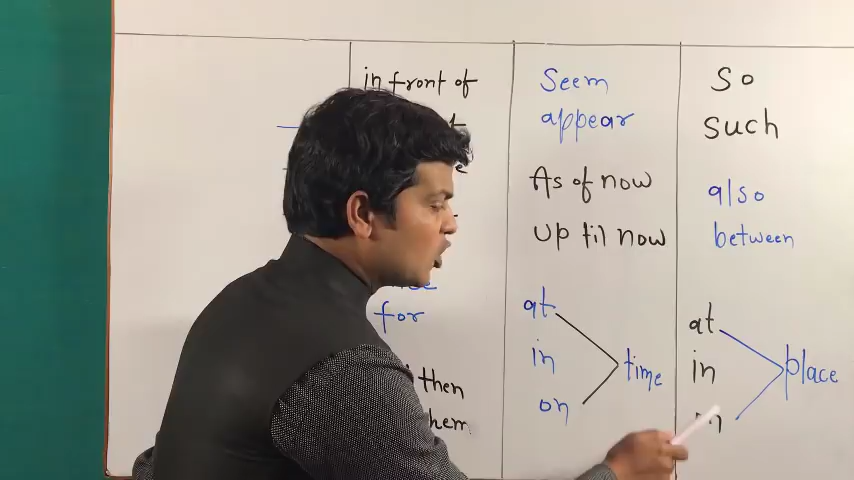 in front of
for
then
Seem
appear
As of now
Up til now
at
in
on
time
So
Such
also
between
at
in
place